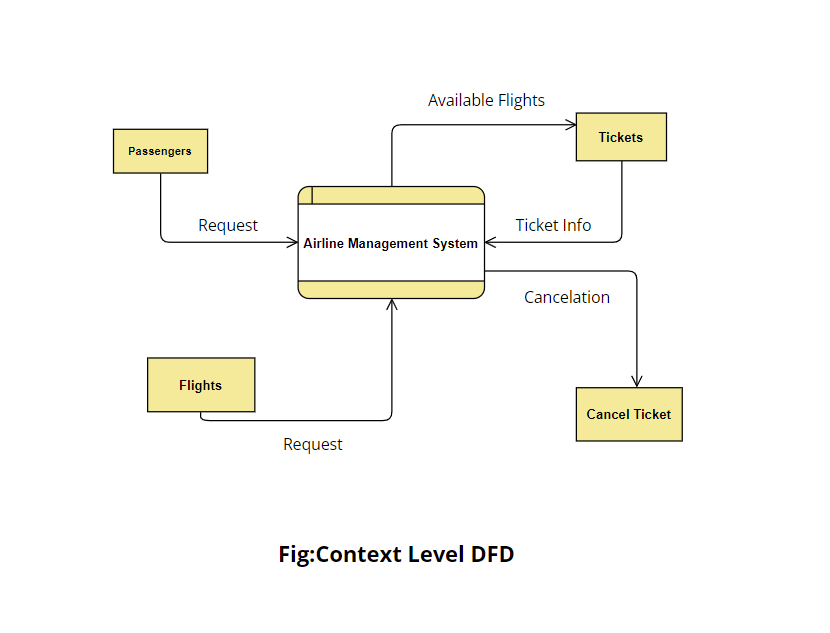 Available Flights
Passengers
Tickets
Request
Ticket Info
Airline Management System
Cancelation
Flights
Cancel Ticket
Request
Fig:Context Level DFD